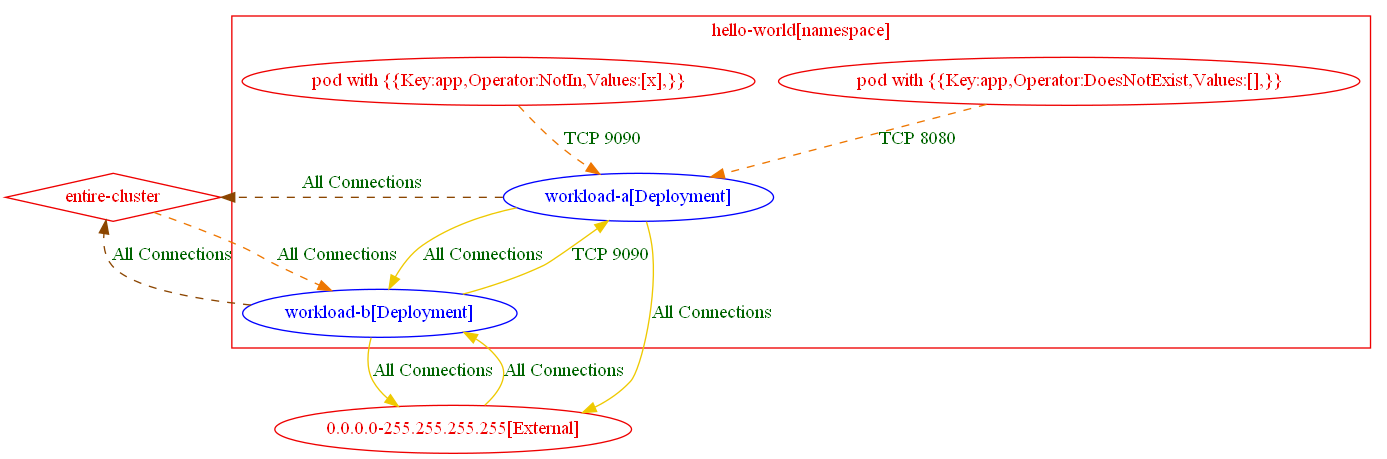 hello-world[namespace]
pod with {{Key:app,Operator:NotIn,Values:[x],}}
pod with {{Key:app,Operator:DoesNotExist,Values:[],}}
TCP 9090
TCP 8080
All Connections
entire-cluster
workload-a[Deployment]
All Connections
All Connections
All Connections
TCP 9090
workload-b[Deployment]
All Connections
All Connections
All Connections
0.0.0.0-255.255.255.255[External]